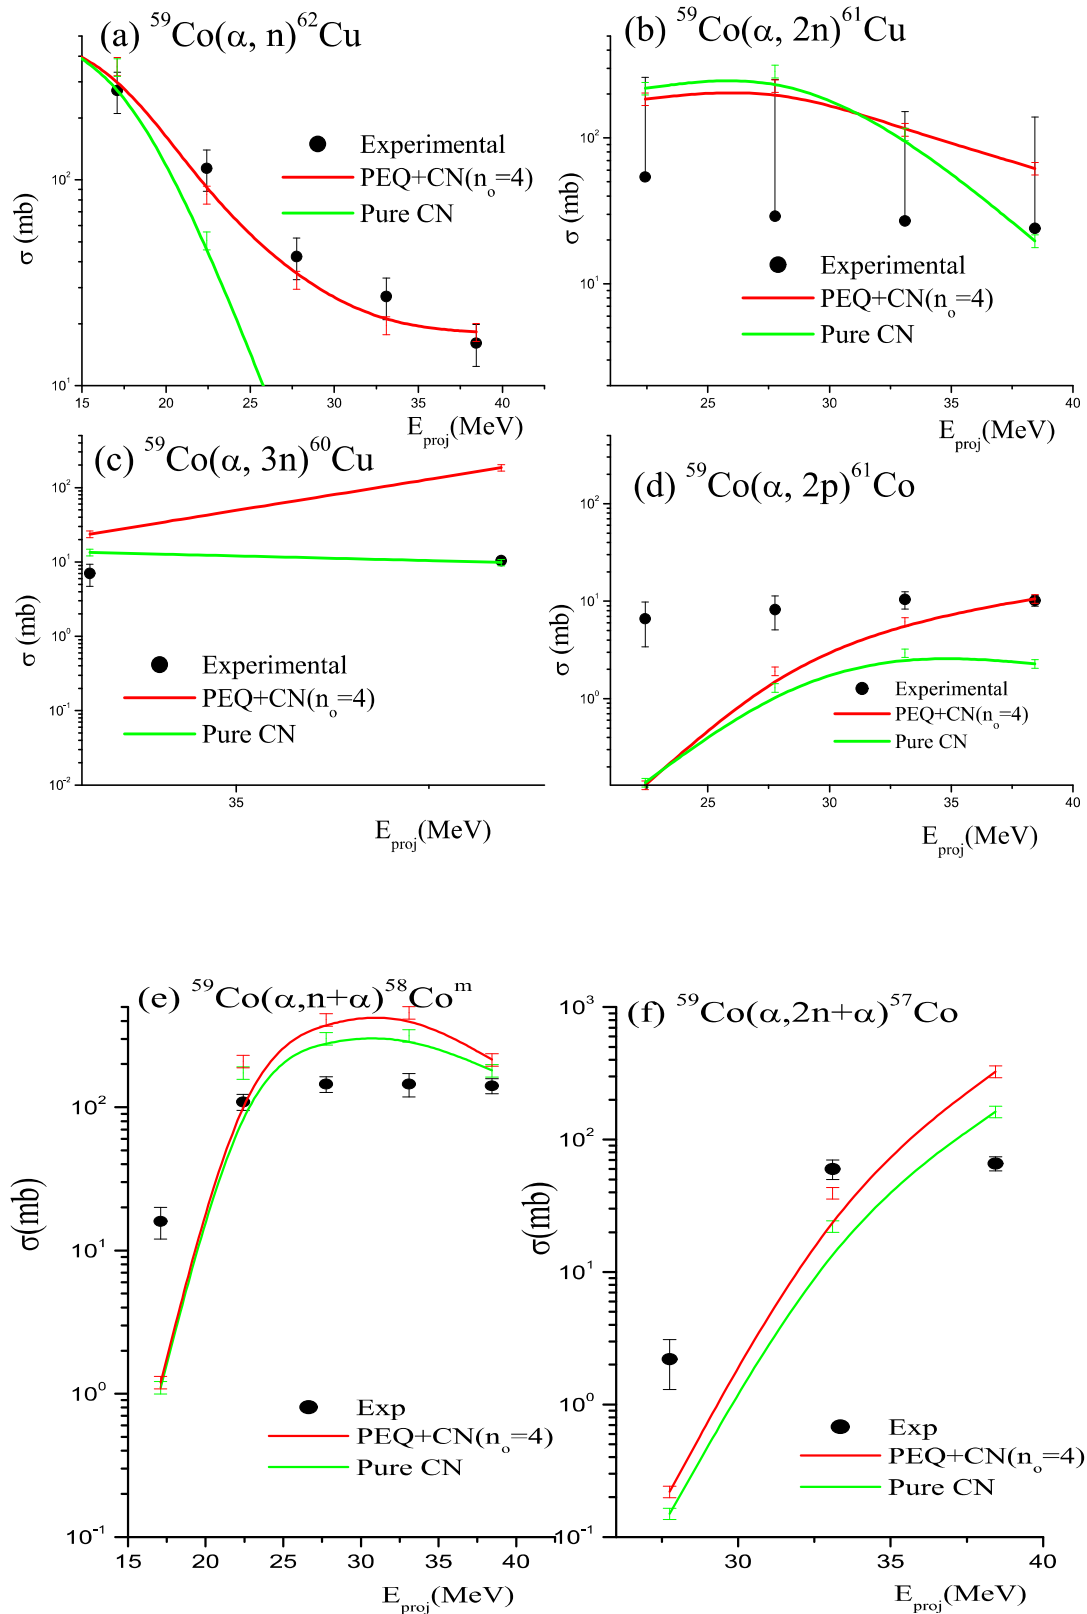 (a) ⁵⁹Co(α, n)⁶²Cu
10²
10¹
σ (mb)
Experimental
PEQ+CN(nₒ=4)
Pure CN
15 20 25 30 35 40
E_proj(MeV)
(b) ⁵⁹Co(α, 2n)⁶¹Cu
10²
10¹
σ (mb)
Experimental
PEQ+CN(nₒ=4)
Pure CN
25 30 35 40
E_proj(MeV)
(c) ⁵⁹Co(α, 3n)⁶⁰Cu
10²
10¹
10⁰
10⁻¹
10⁻²
σ (mb)
Experimental
PEQ+CN(nₒ=4)
Pure CN
35
E_proj(MeV)
(d) ⁵⁹Co(α, 2p)⁶¹Co
10²
10¹
10⁰
σ (mb)
Experimental
PEQ+CN(nₒ=4)
Pure CN
25 30 35 40
E_proj(MeV)
(e) ⁵⁹Co(α,n+α)⁵⁸Coᵐ
10²
10¹
10⁰
10⁻¹
σ(mb)
Exp
PEQ+CN(nₒ=4)
Pure CN
15 20 25 30 35 40
E_proj(MeV)
(f) ⁵⁹Co(α,2n+α)⁵⁷Co
10³
10²
10¹
10⁰
10⁻¹
σ(mb)
Exp
PEQ+CN(nₒ=4)
Pure CN
30 35 40
E_proj(MeV)